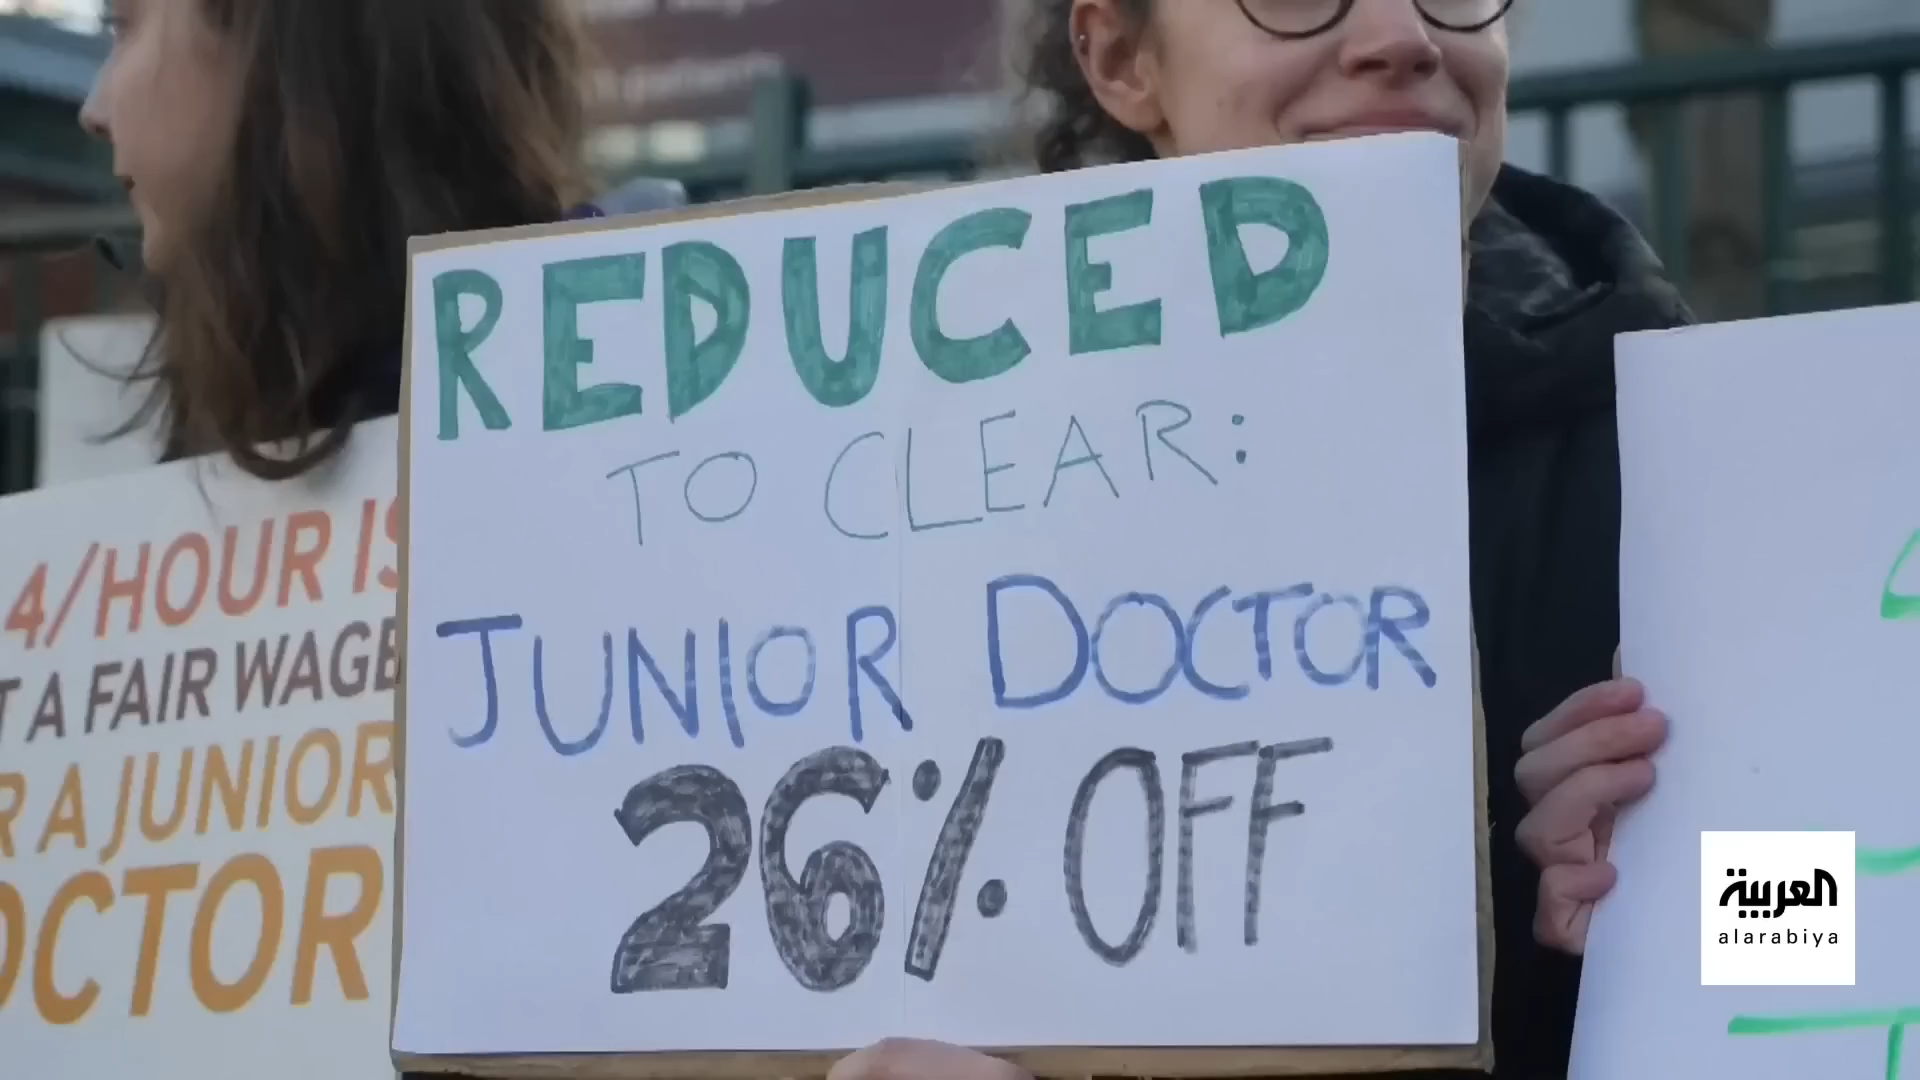 REDUCED
TO CLEAR:
JUNIOR DOCTOR
26% OFF
4/HOUR IS
T A FAIR WAGE
R A JUNIOR
OCTOR
العربية
alarabiya